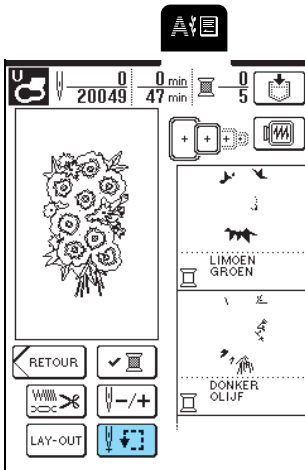 A
U
0
20049
0 min
47 min
0
5
LIMOEN
GROEN
DONKER
OLIJF
RETOUR
-/+
LAY-OUT